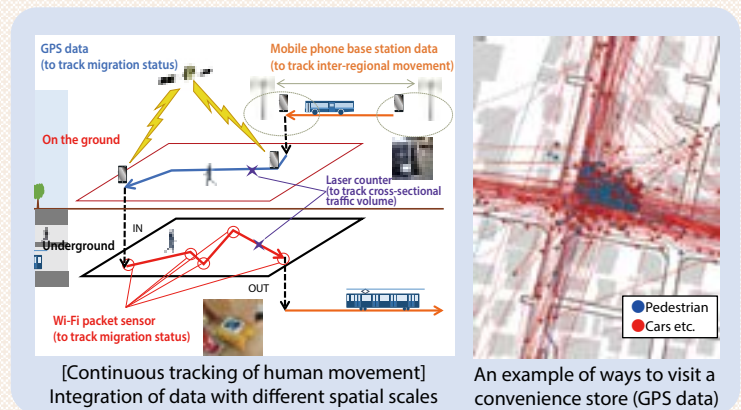 GPS data
(to track migration status)
Mobile phone base station data
(to track inter-regional movement)
On the ground
Laser counter
(to track cross-sectional
traffic volume)
IN
Underground
OUT
Wi-Fi packet sensor
(to track migration status)
Pedestrian
Cars etc.
[Continuous tracking of human movement]
Integration of data with different spatial scales
An example of ways to visit a
convenience store (GPS data)